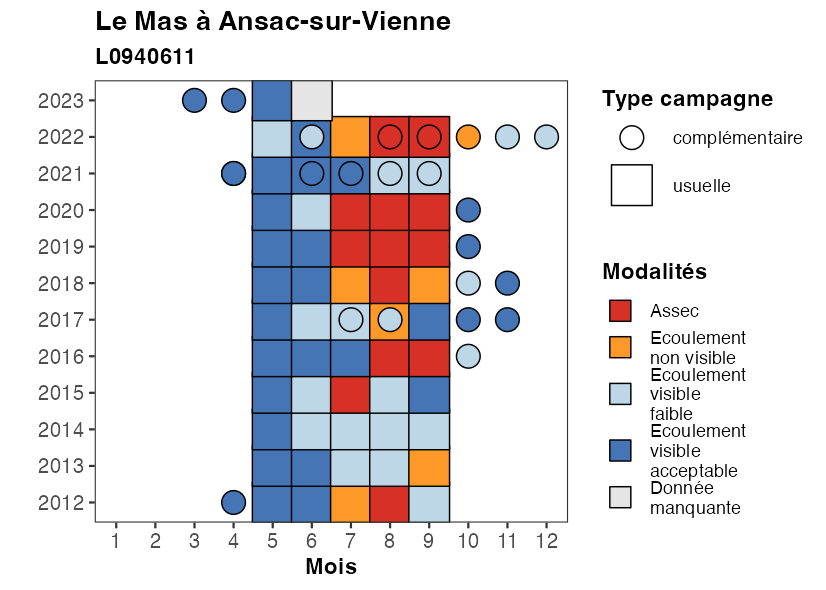 Le Mas à Ansac-sur-Vienne
L0940611
2023
2022
2021
2020
2019
2018
2017
2016
2015
2014
2013
2012
1 2 3 4 5 6 7 8 9 10 11 12
Mois
Type campagne
complémentaire
usuelle
Modalités
Assec
Ecoulement
non visible
Ecoulement
visible
faible
Ecoulement
visible
acceptable
Donnée
manquante